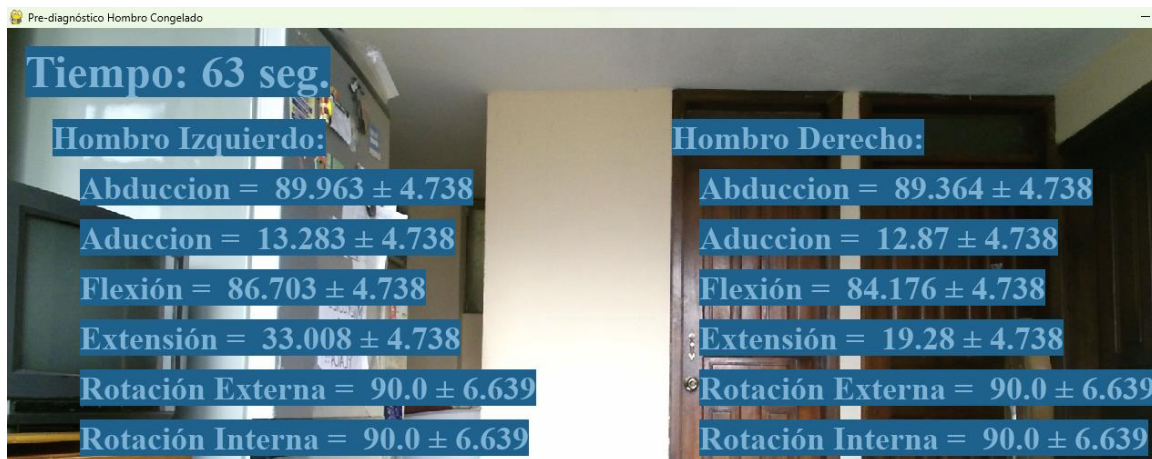 Pre-diagnóstico Hombro Congelado
Tiempo: 63 seg.
Hombro Izquierdo:
Abduccion = 89.963 ± 4.738
Aduccion = 13.283 ± 4.738
Flexión = 86.703 ± 4.738
Extensión = 33.008 ± 4.738
Rotación Externa = 90.0 ± 6.639
Rotación Interna = 90.0 ± 6.639
Hombro Derecho:
Abduccion = 89.364 ± 4.738
Aduccion = 12.87 ± 4.738
Flexión = 84.176 ± 4.738
Extensión = 19.28 ± 4.738
Rotación Externa = 90.0 ± 6.639
Rotación Interna = 90.0 ± 6.639